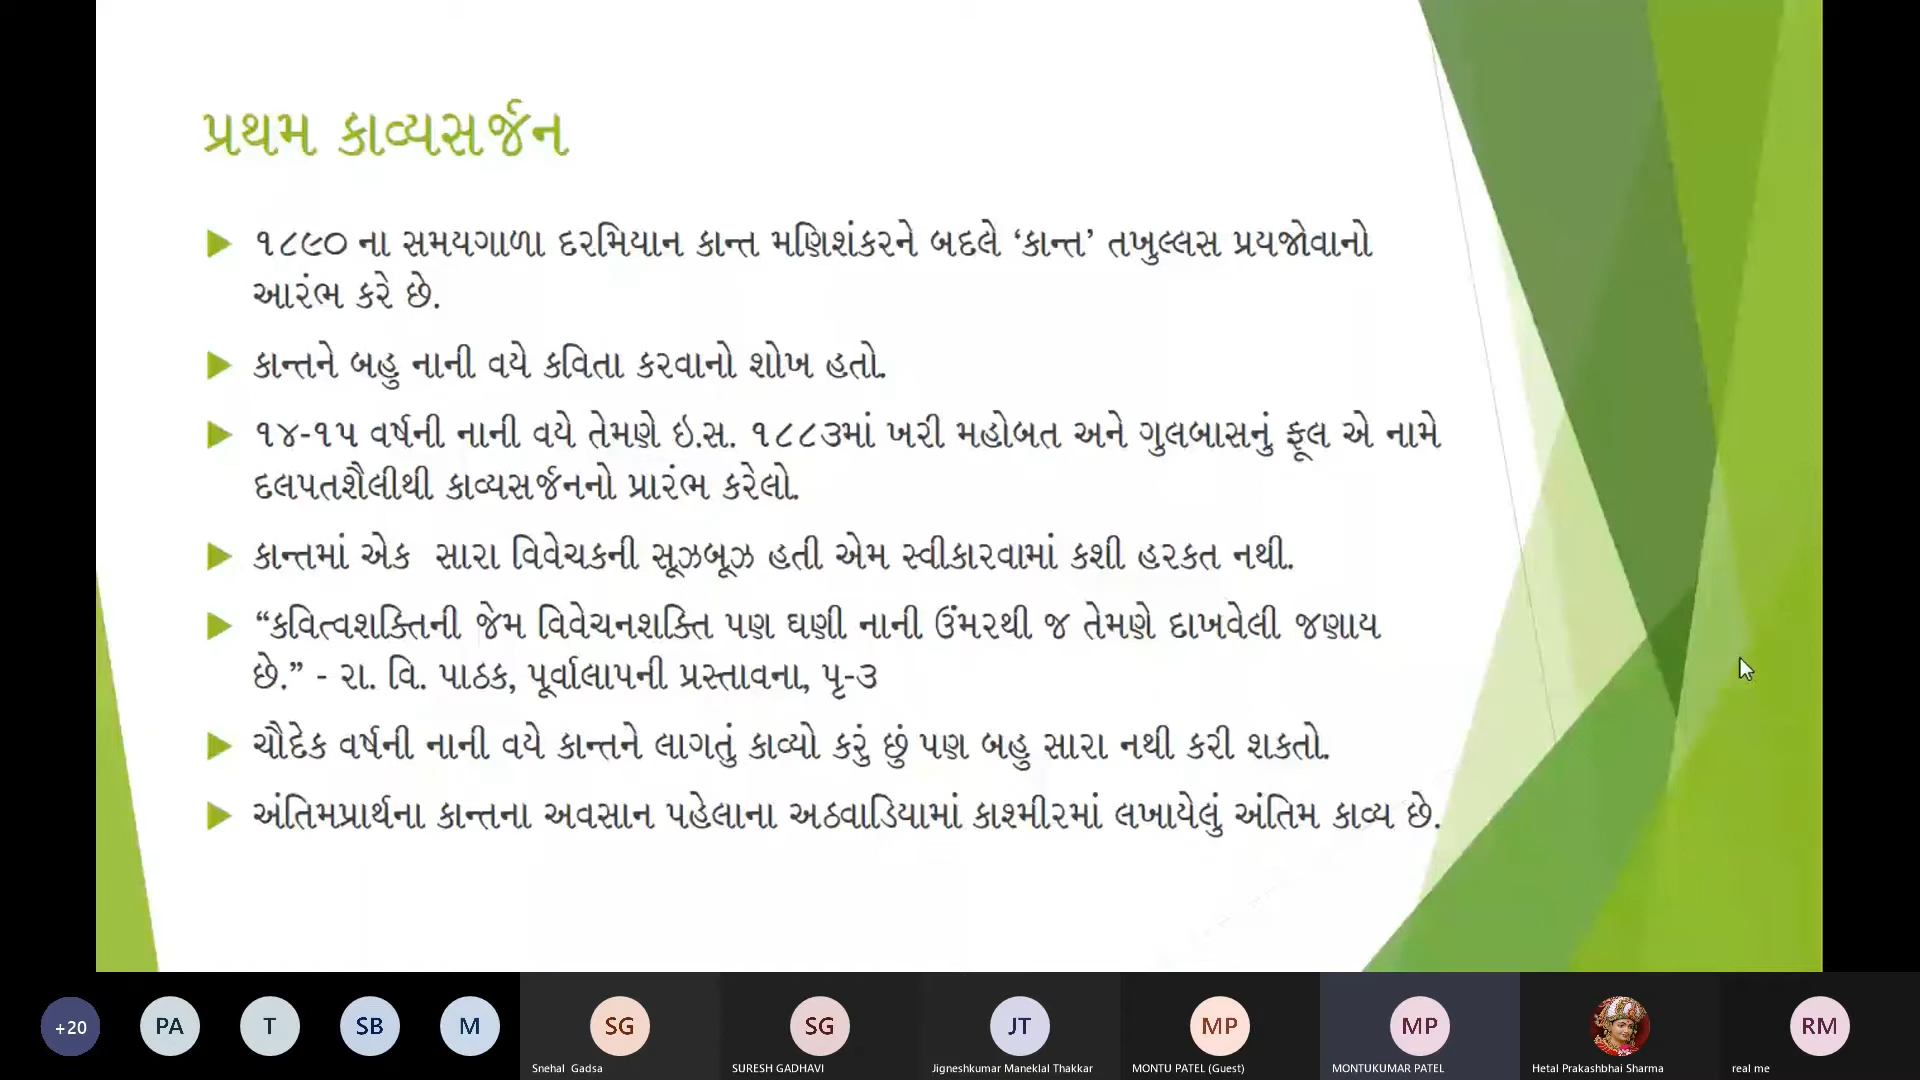 પ્રથમ કાવ્યસર્જન
૧૮૯૦ ના સમયગાળા દરમિયાન કાન્ત મણિશંકરને બદલે ‘કાન્ત’ તખુલ્લસ પ્રયજોવાનો
આરંભ કરે છે.
કાન્તને બહુ નાની વયે કવિતા કરવાનો શોખ હતો.
૧૪-૧૫ વર્ષની નાની વયે તેમણે ઇ.સ. ૧૮૮૩માં ખરી મહોબત અને ગુલબાસનું ફૂલ એ નામે
દલપતશૈલીથી કાવ્યસર્જનનો પ્રારંભ કરેલો.
કાન્તમાં એક સારા વિવેચકની સૂઝબૂઝ હતી એમ સ્વીકારવામાં કશી હરકત નથી.
“કવિત્વશક્તિની જેમ વિવેચનશક્તિ પણ ઘણી નાની ઉંમરથી જ તેમણે દાખવેલી જણાય
છે.” - રા. વિ. પાઠક, પૂર્વાલાપની પ્રસ્તાવના, પૃ-૩
ચૌદેક વર્ષની નાની વયે કાન્તને લાગતું કાવ્યો કરું છું પણ બહુ સારા નથી કરી શકતો.
અંતિમપ્રાર્થના કાન્તના અવસાન પહેલાના અઠવાડિયામાં કાશ્મીરમાં લખાયેલું અંતિમ કાવ્ય છે.
+20 PA T SB M SG SG JT MP MP RM
Snehal Gadsa SURESH GADHAVI Jigneshkumar Maneklal Thakkar MONTU PATEL (Guest) MONTUKUMAR PATEL Hetal Prakashbhai Sharma real me